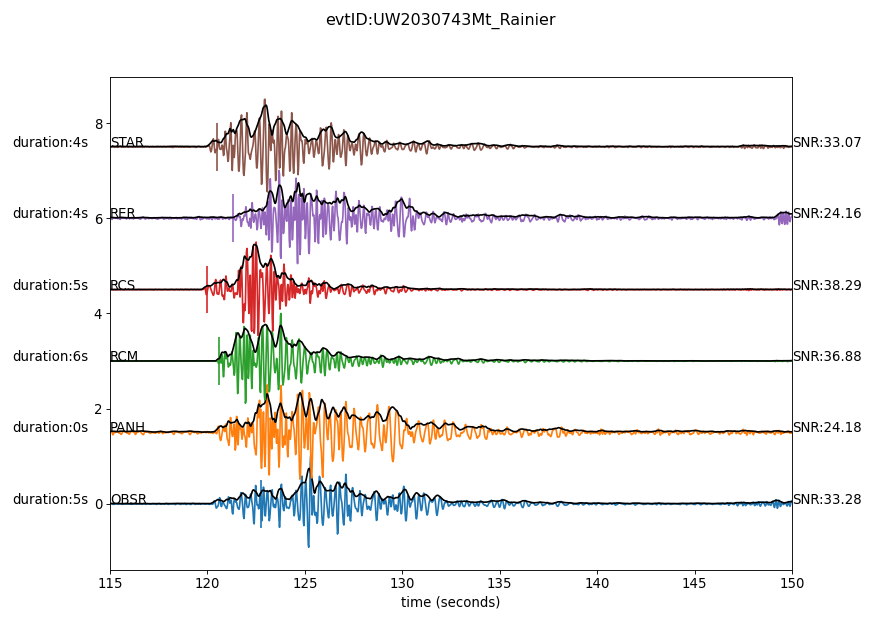 evtID:UW2030743Mt_Rainier
8
duration:4s STAR SNR:33.07
duration:4s RER SNR:24.16
6
duration:5s RCS SNR:38.29
4
duration:6s RCM SNR:36.88
2
duration:0s PANH SNR:24.18
duration:5s OBSR SNR:33.28
0
115 120 125 130 135 140 145 150
time (seconds)